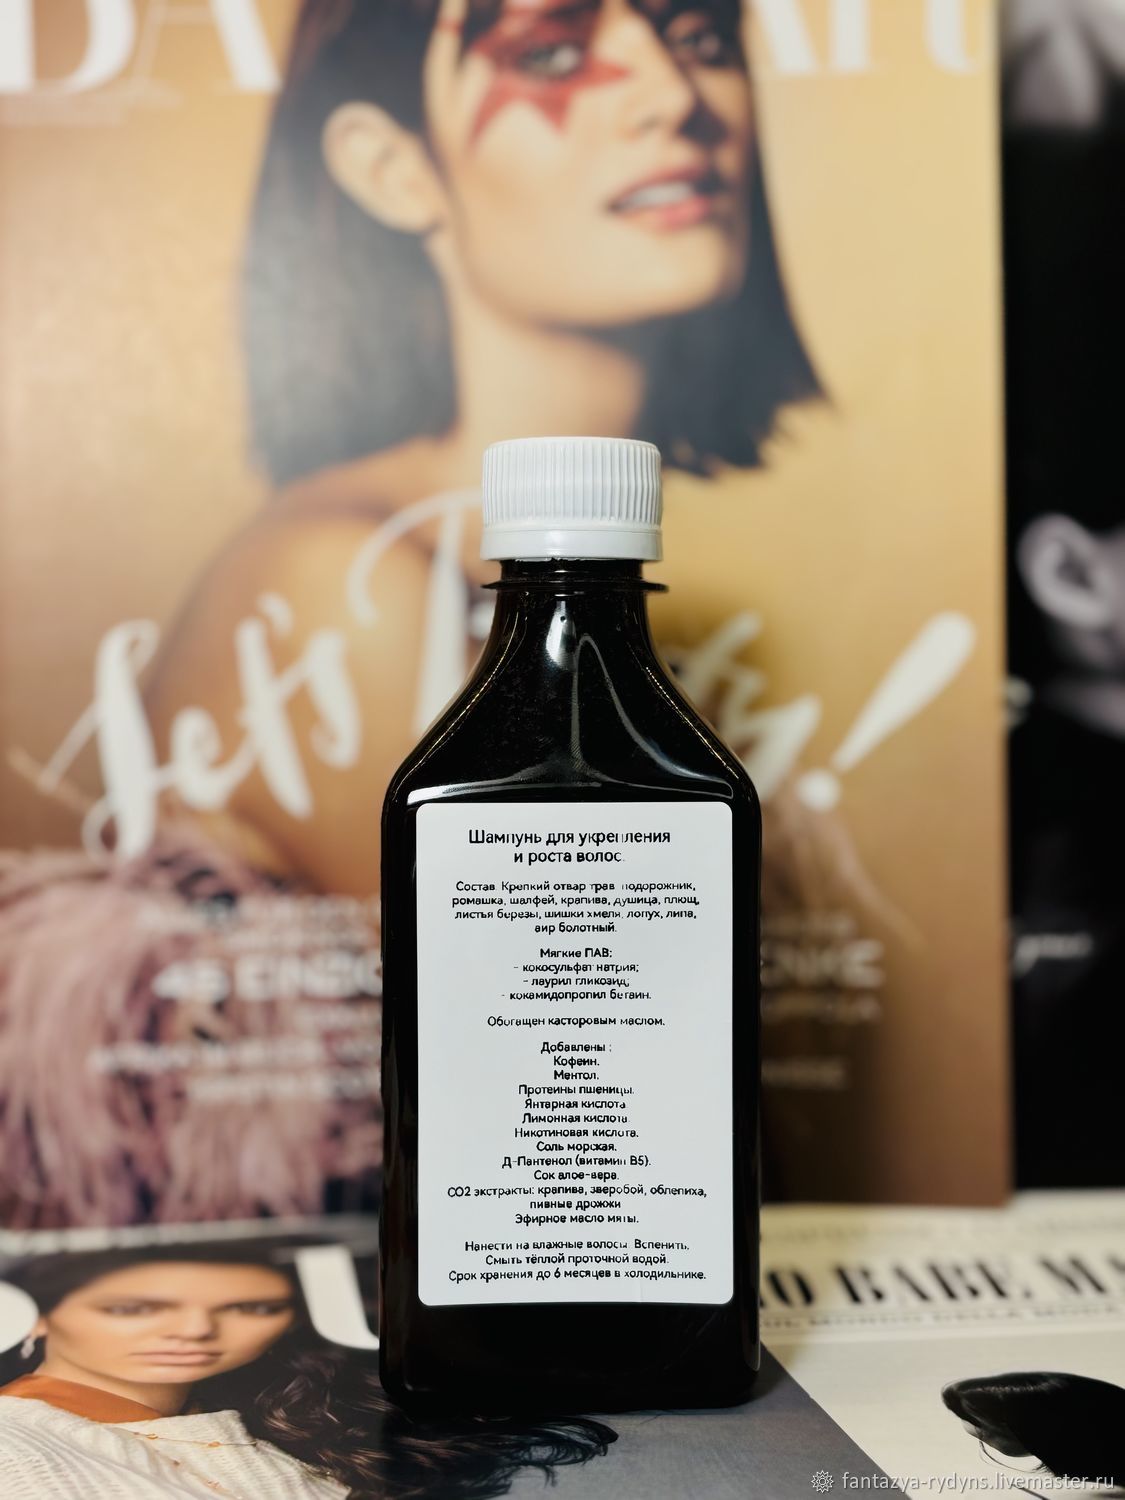 Let's
Шампунь для укрепления
и роста волос.
Состав. Крепкий отвар трав подорожник,
ромашка, шалфей, крапива, душица, плющ,
листья березы, шишки хмеля, лопух, липа,
аир болотный.
Мягкие ПАВ:
- кокосульфат натрия;
- лаурил гликозид;
- кокамидопропил бетаин.
Обогащен касторовым маслом.
Добавлены :
Кофеин.
Ментол.
Протеины пшеницы.
Янтарная кислота
Лимонная кислота
Никотиновая кислота.
Соль морская.
Д-Пантенол (витамин В5).
Сок алое-вера.
СО2 экстракты: крапива, зверобой, облепиха,
пивные дрожжи
Эфирное масло мяты.
Нанести на влажные волосы. Вспенить.
Смыть тёплой проточной водой.
Срок хранения до 6 месяцев в холодильнике.
BABE
fantazya-rydyns.livemaster.ru